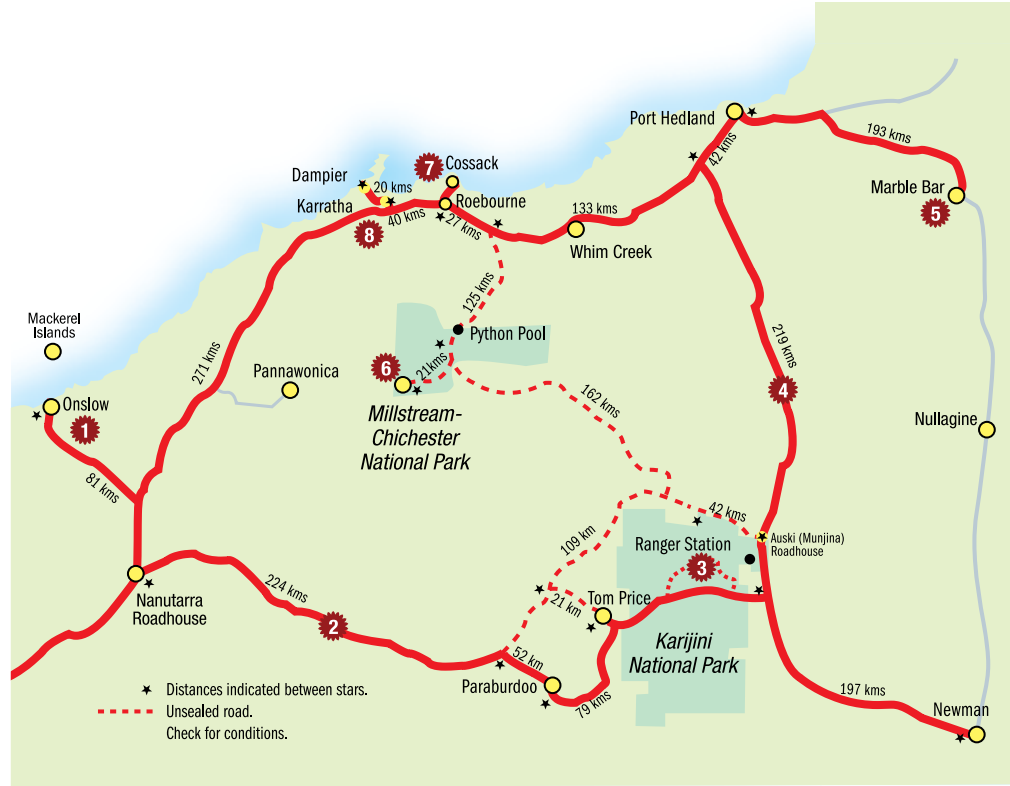 Port Hedland
42 kms
193 kms
Marble Bar
5
7
Cossack
Dampier
20 kms
Karratha
Roebourne
40 kms
27 kms
8
133 kms
Whim Creek
125 kms
Mackerel
Islands
271 kms
Python Pool
219 kms
Pannawonica
6
21kms
4
162 kms
Onslow
1
Millstream-
Chichester
National Park
Nullagine
81 kms
42 kms
109 km
Auski (Munjina)
Roadhouse
Ranger Station
3
Nanutarra
Roadhouse
224 kms
21 km
Tom Price
2
Karijini
National Park
52 km
Paraburdoo
79 kms
197 kms
Newman
Distances indicated between stars.
Unsealed road.
Check for conditions.